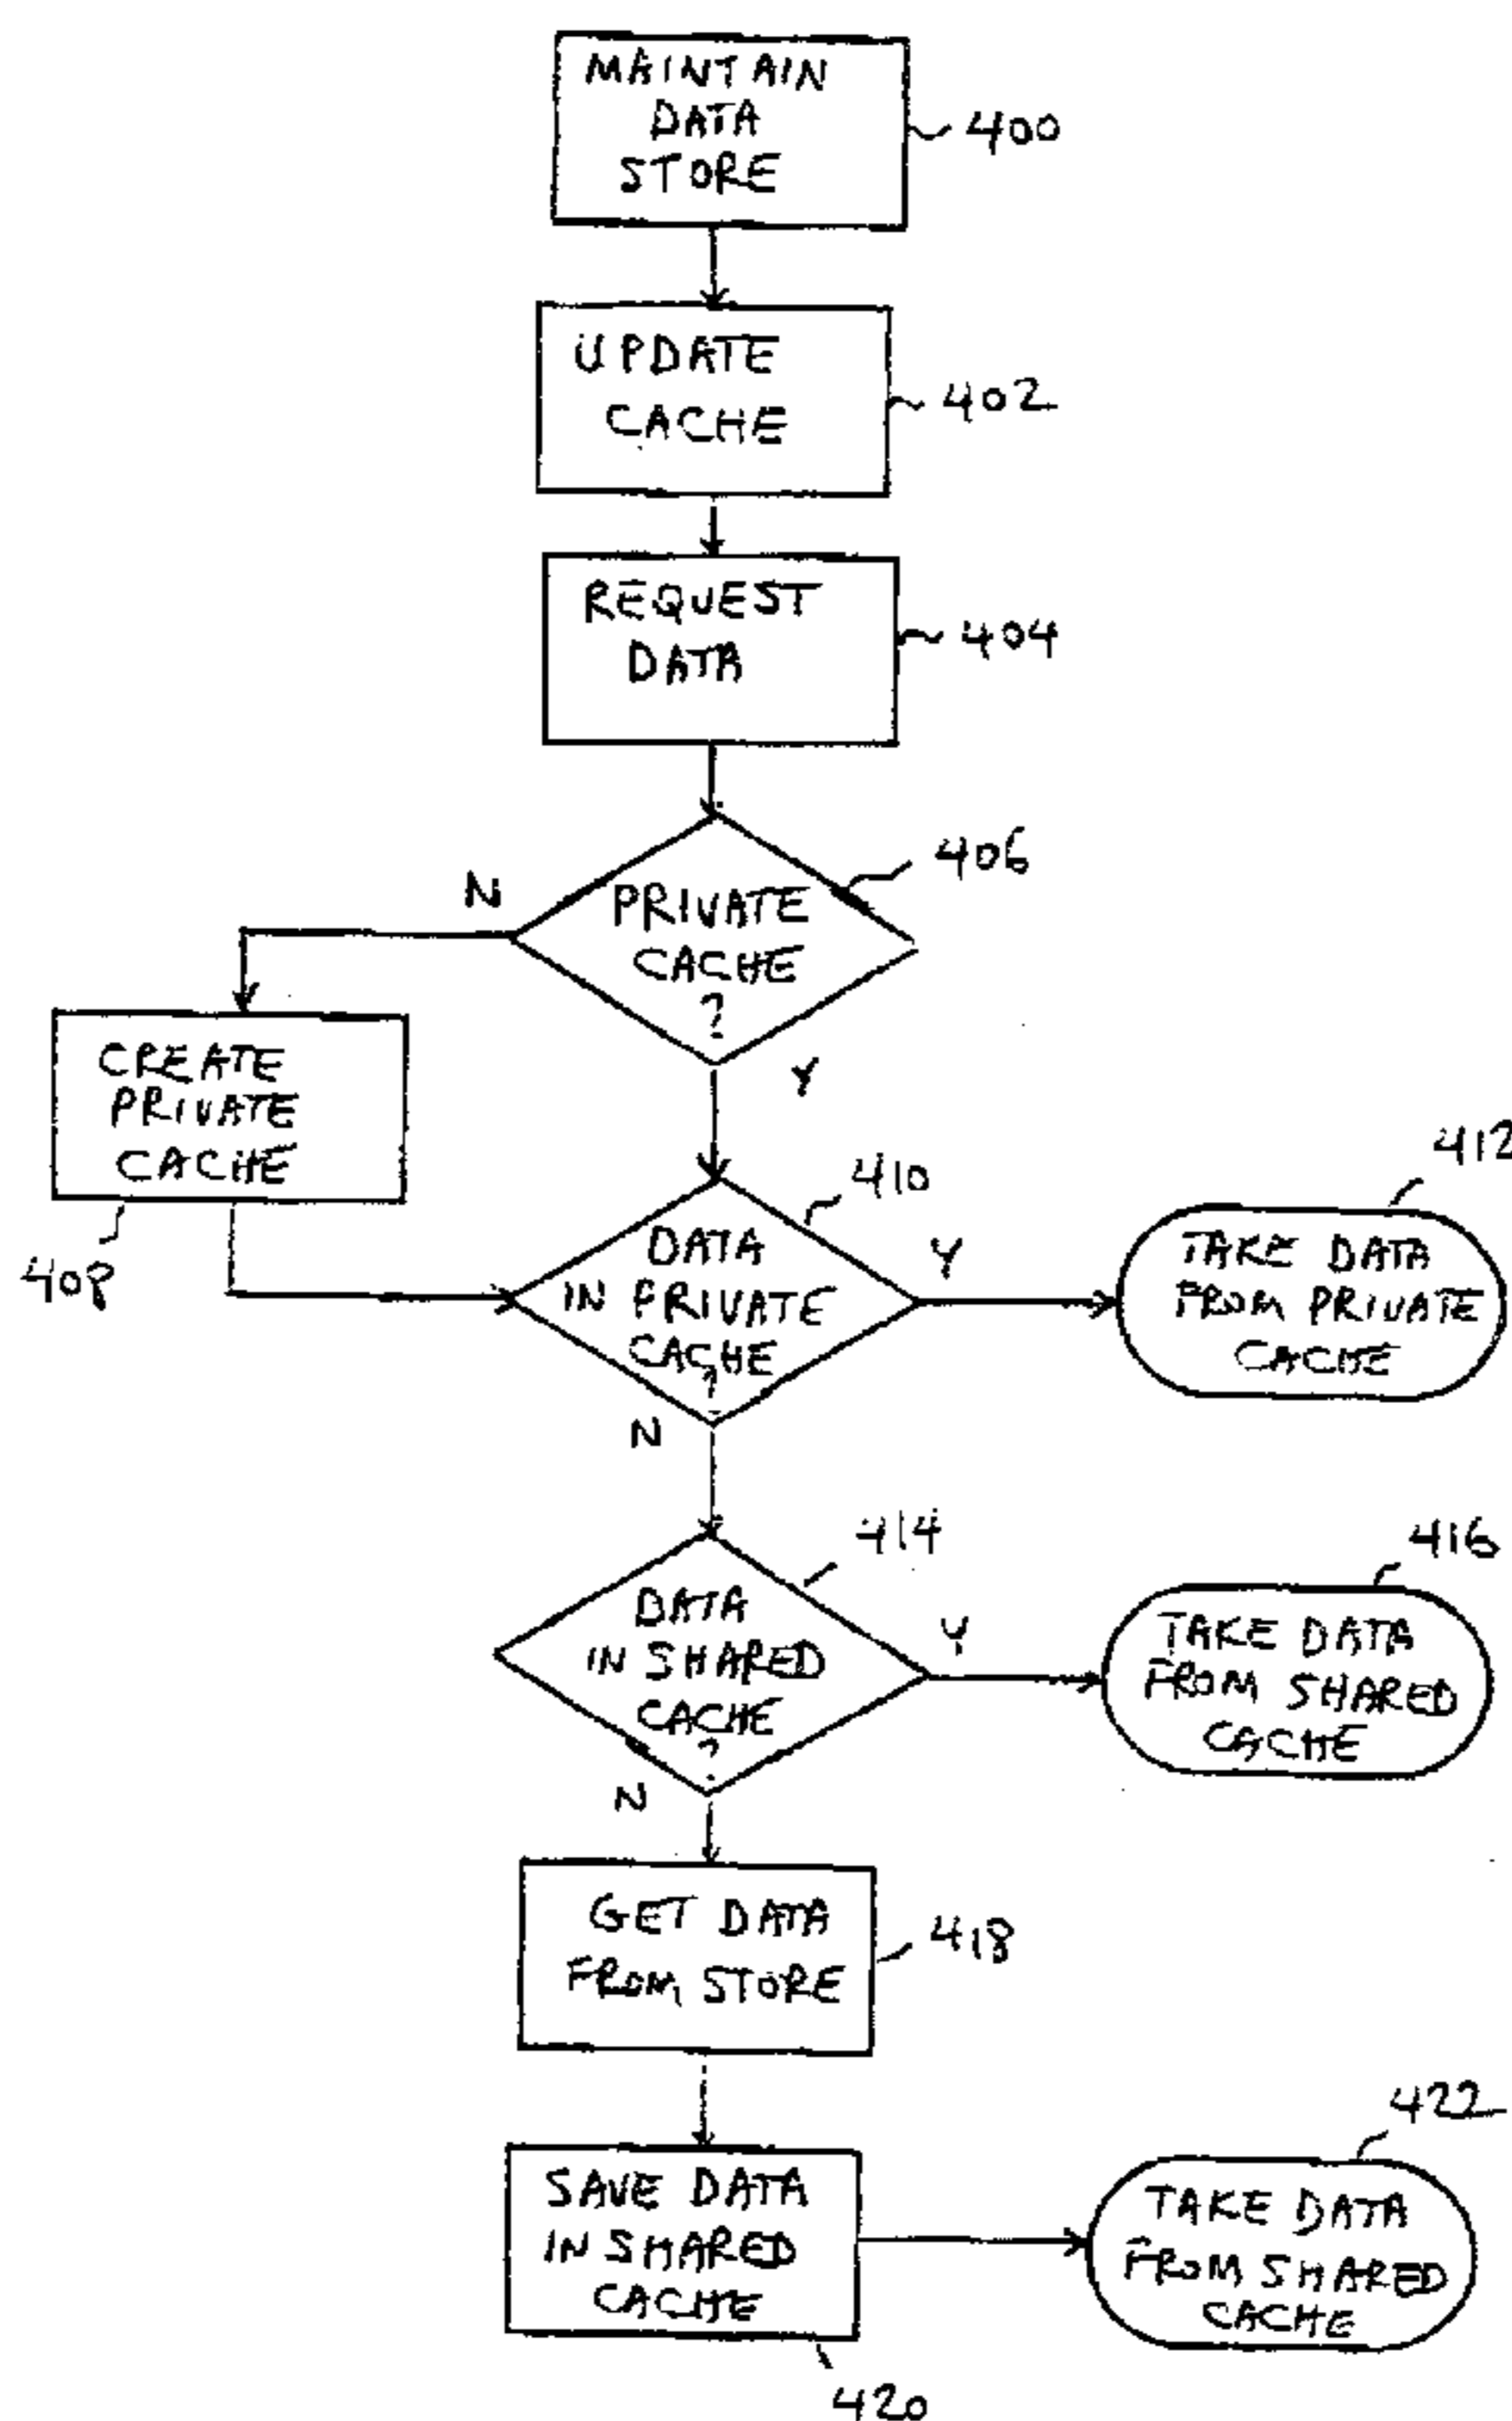 MAINTAIN
DATA
STORE
400
UPDATE
CACHE
402
REQUEST
DATA
404
406
N
PRIVATE
CACHE
?
Y
CREATE
PRIVATE
CACHE
408
410
412
DATA
IN PRIVATE
CACHE
?
Y
N
TAKE DATA
FROM PRIVATE
CACHE
414
416
DATA
IN SHARED
CACHE
?
Y
N
TAKE DATA
FROM SHARED
CACHE
GET DATA
FROM STORE
418
SAVE DATA
IN SHARED
CACHE
420
422
TAKE DATA
FROM SHARED
CACHE